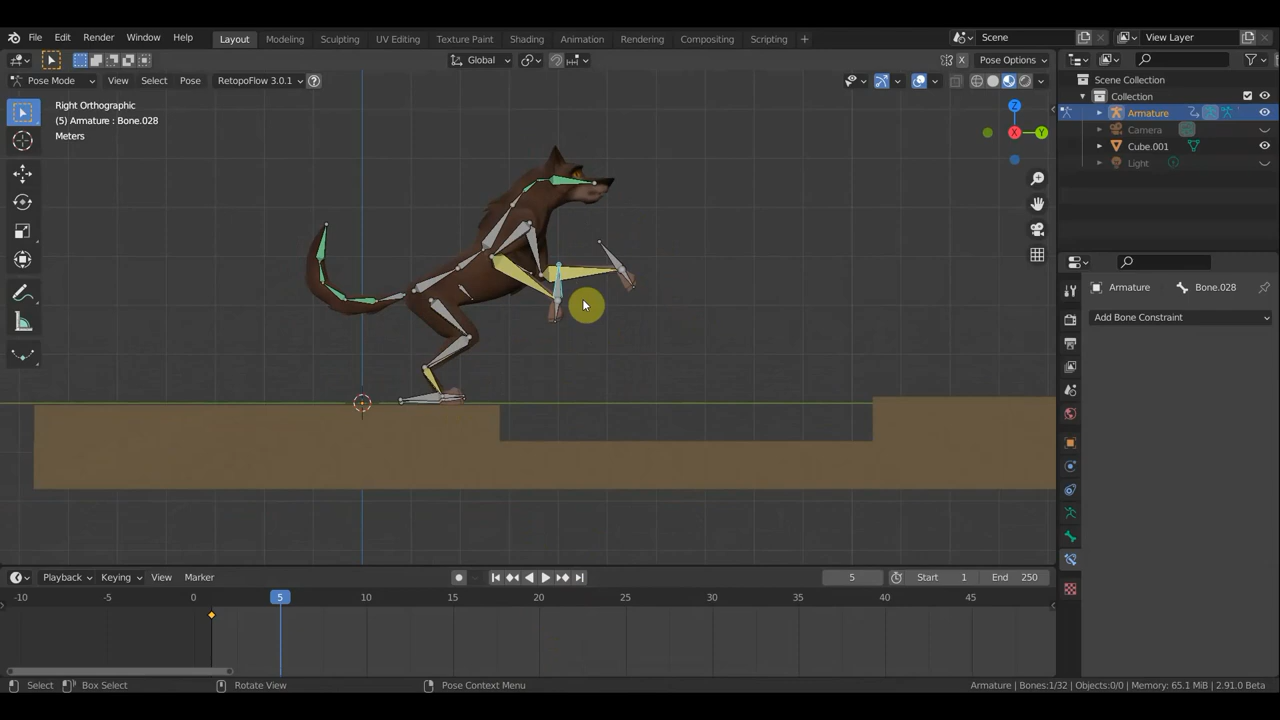 File Edit Render Window Help Layout Modeling Sculpting UV Editing Texture Paint Shading Animation Rendering Compositing Scripting + Scene View Layer
Global Pose Options
Pose Mode View Select Pose RetopoFlow 3.0.1
Right Orthographic
(5) Armature : Bone.028
Meters
Z
X
Y
Scene Collection
Collection
Armature
Camera
Cube.001
Light
Armature > Bone.028
Add Bone Constraint
Playback Keying View Marker 5 Start 1 End 250
-10 -5 0 5 10 15 20 25 30 35 40 45
Select Box Select Rotate View Pose Context Menu Armature | Bones:1/32 | Objects:0/0 | Memory: 65.1 MiB | 2.91.0 Beta